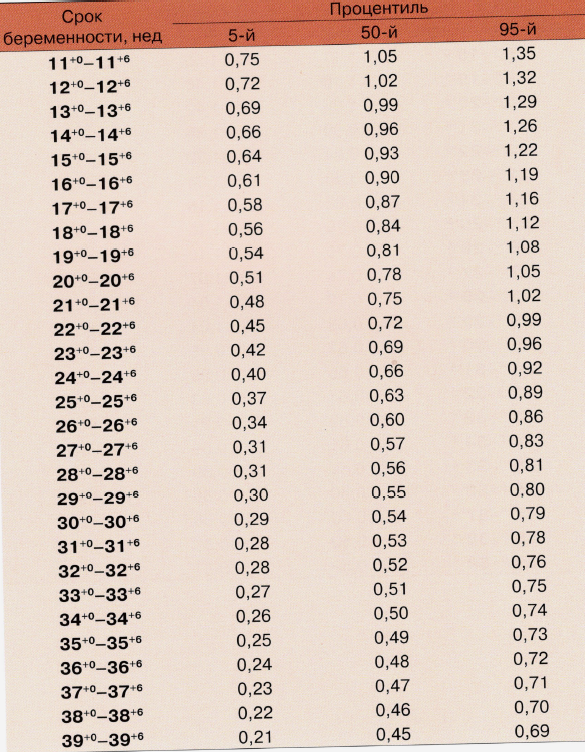 Срок беременности, нед
Процентиль
5-й 50-й 95-й
11⁺⁰–11⁺⁶ 0,75 1,05 1,35
12⁺⁰–12⁺⁶ 0,72 1,02 1,32
13⁺⁰–13⁺⁶ 0,69 0,99 1,29
14⁺⁰–14⁺⁶ 0,66 0,96 1,26
15⁺⁰–15⁺⁶ 0,64 0,93 1,22
16⁺⁰–16⁺⁶ 0,61 0,90 1,19
17⁺⁰–17⁺⁶ 0,58 0,87 1,16
18⁺⁰–18⁺⁶ 0,56 0,84 1,12
19⁺⁰–19⁺⁶ 0,54 0,81 1,08
20⁺⁰–20⁺⁶ 0,51 0,78 1,05
21⁺⁰–21⁺⁶ 0,48 0,75 1,02
22⁺⁰–22⁺⁶ 0,45 0,72 0,99
23⁺⁰–23⁺⁶ 0,42 0,69 0,96
24⁺⁰–24⁺⁶ 0,40 0,66 0,92
25⁺⁰–25⁺⁶ 0,37 0,63 0,89
26⁺⁰–26⁺⁶ 0,34 0,60 0,86
27⁺⁰–27⁺⁶ 0,31 0,57 0,83
28⁺⁰–28⁺⁶ 0,31 0,56 0,81
29⁺⁰–29⁺⁶ 0,30 0,55 0,80
30⁺⁰–30⁺⁶ 0,29 0,54 0,79
31⁺⁰–31⁺⁶ 0,28 0,53 0,78
32⁺⁰–32⁺⁶ 0,28 0,52 0,76
33⁺⁰–33⁺⁶ 0,27 0,51 0,75
34⁺⁰–34⁺⁶ 0,26 0,50 0,74
35⁺⁰–35⁺⁶ 0,25 0,49 0,73
36⁺⁰–36⁺⁶ 0,24 0,48 0,72
37⁺⁰–37⁺⁶ 0,23 0,47 0,71
38⁺⁰–38⁺⁶ 0,22 0,46 0,70
39⁺⁰–39⁺⁶ 0,21 0,45 0,69